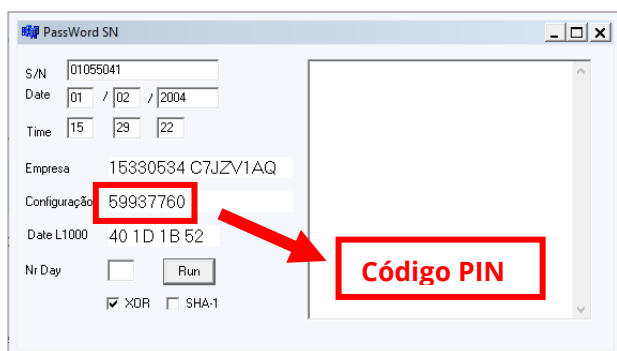 PassWord SN
S/N 01055041
Date 01 / 02 / 2004
Time 15 29 22
Empresa 15330534 C7JZV1AQ
Configuração 59937760
Date L1000 40 1D 1B 52
Nr Day Run
XOR SHA-1
Código PIN